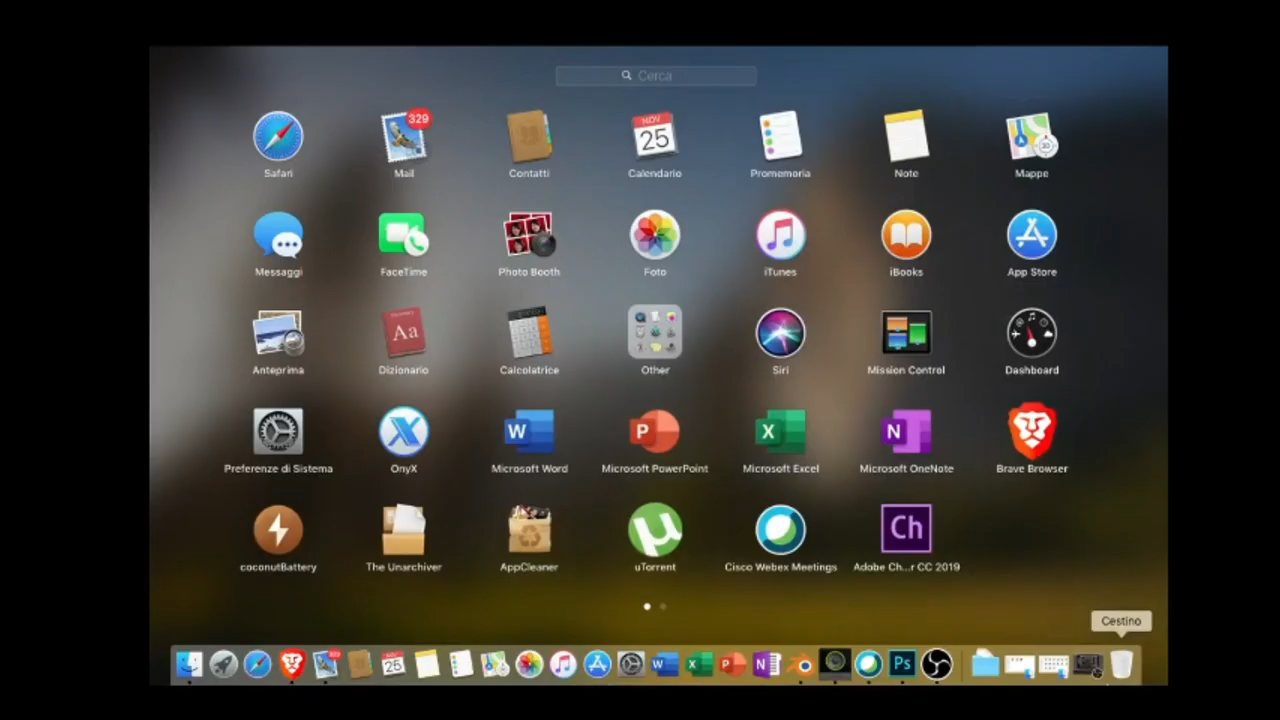 Cerca
329
NOV
25
Safari
Mail
Contatti
Calendario
Promemoria
Note
Mappe
Messaggi
FaceTime
Photo Booth
Foto
iTunes
iBooks
App Store
Aa
Anteprima
Dizionario
Calcolatrice
Other
Siri
Mission Control
Dashboard
W
P
X
N
Preferenze di Sistema
OnyX
Microsoft Word
Microsoft PowerPoint
Microsoft Excel
Microsoft OneNote
Brave Browser
µ
Ch
coconutBattery
The Unarchiver
AppCleaner
uTorrent
Cisco Webex Meetings
Adobe Ch...r CC 2019
Cestino
329
25
W
X
P
N
Ps